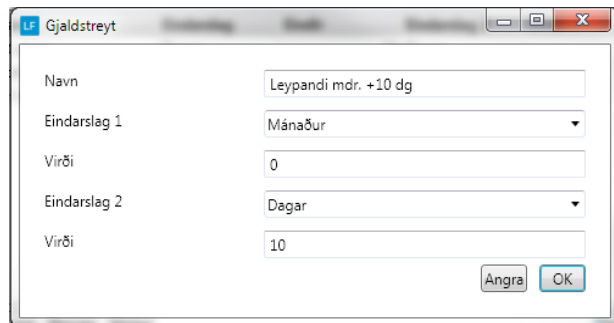 LF Gjaldstreyt
Navn Leypandi mdr. +10 dg
Eindarslag 1 Mánaður
Virði 0
Eindarslag 2 Dagar
Virði 10
Angra OK